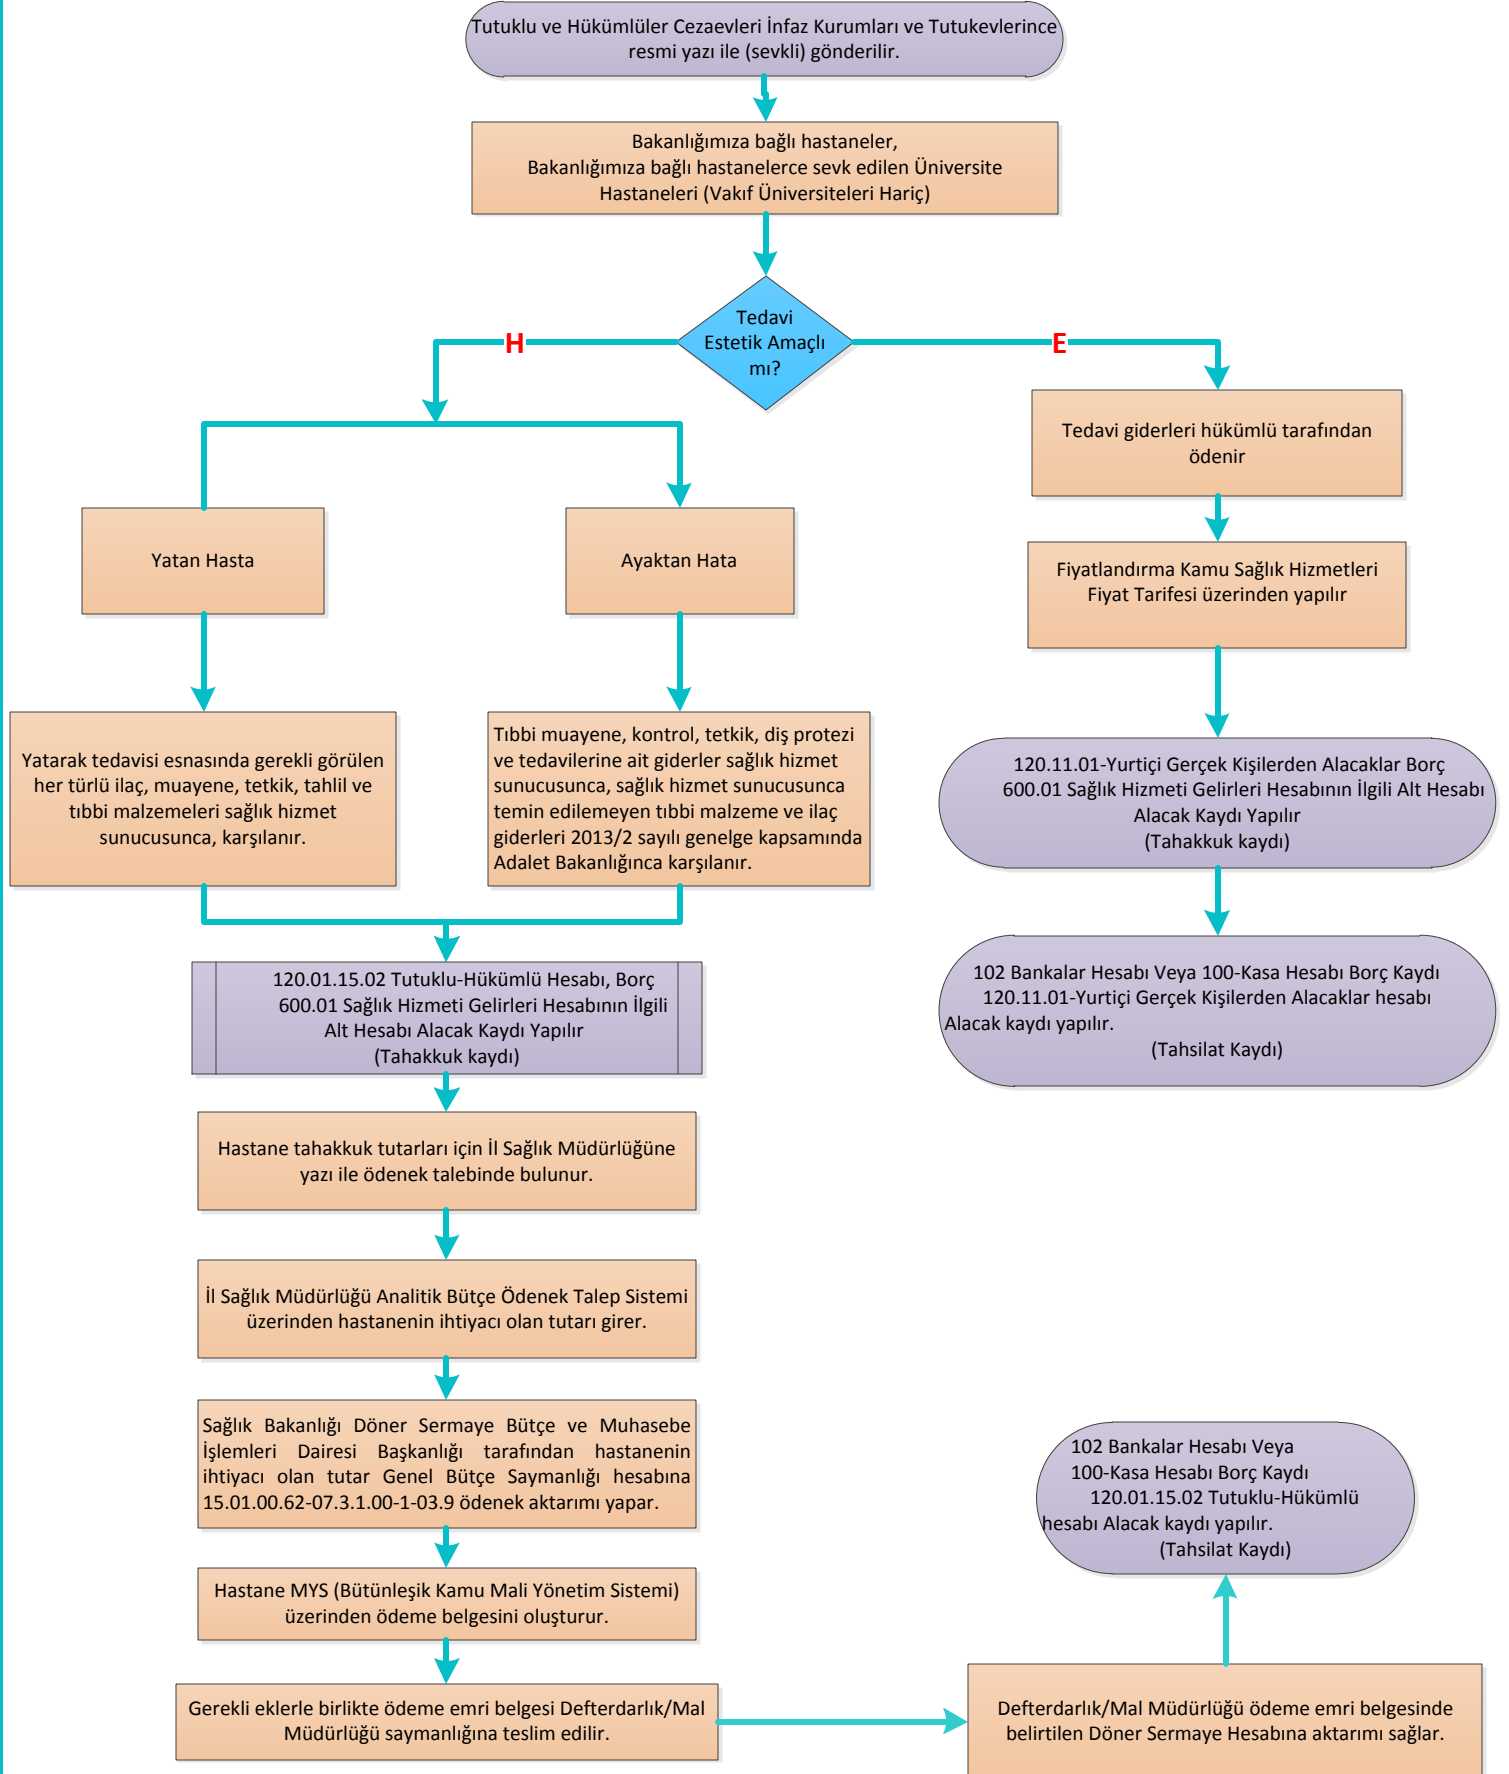 Tutuklu ve Hükümlüler Cezaevleri İnfaz Kurumları ve Tutukevlerince
resmi yazı ile (sevkli) gönderilir.
Bakanlığımıza bağlı hastaneler,
Bakanlığımıza bağlı hastanelerce sevk edilen Üniversite
Hastaneleri (Vakıf Üniversiteleri Hariç)
Tedavi
Estetik Amaçlı
mı?
H
E
Tedavi giderleri hükümlü tarafından
ödenir
Yatan Hasta
Ayaktan Hata
Fiyatlandırma Kamu Sağlık Hizmetleri
Fiyat Tarifesi üzerinden yapılır
Yatarak tedavisi esnasında gerekli görülen
her türlü ilaç, muayene, tetkik, tahlil ve
tıbbi malzemeleri sağlık hizmet
sunucusunca, karşılanır.
Tıbbi muayene, kontrol, tetkik, diş protezi
ve tedavilerine ait giderler sağlık hizmet
sunucusunca, sağlık hizmet sunucusunca
temin edilemeyen tıbbi malzeme ve ilaç
giderleri 2013/2 sayılı genelge kapsamında
Adalet Bakanlığınca karşılanır.
120.11.01-Yurtiçi Gerçek Kişilerden Alacaklar Borç
600.01 Sağlık Hizmeti Gelirleri Hesabının İlgili Alt Hesabı
Alacak Kaydı Yapılır
(Tahakkuk kaydı)
102 Bankalar Hesabı Veya 100-Kasa Hesabı Borç Kaydı
120.11.01-Yurtiçi Gerçek Kişilerden Alacaklar hesabı
Alacak kaydı yapılır.
(Tahsilat Kaydı)
120.01.15.02 Tutuklu-Hükümlü Hesabı, Borç
600.01 Sağlık Hizmeti Gelirleri Hesabının İlgili
Alt Hesabı Alacak Kaydı Yapılır
(Tahakkuk kaydı)
Hastane tahakkuk tutarları için İl Sağlık Müdürlüğüne
yazı ile ödenek talebinde bulunur.
İl Sağlık Müdürlüğü Analitik Bütçe Ödenek Talep Sistemi
üzerinden hastanenin ihtiyacı olan tutarı girer.
Sağlık Bakanlığı Döner Sermaye Bütçe ve Muhasebe
İşlemleri Dairesi Başkanlığı tarafından hastanenin
ihtiyacı olan tutar Genel Bütçe Saymanlığı hesabına
15.01.00.62-07.3.1.00-1-03.9 ödenek aktarımı yapar.
Hastane MYS (Bütünleşik Kamu Mali Yönetim Sistemi)
üzerinden ödeme belgesini oluşturur.
Gerekli eklerle birlikte ödeme emri belgesi Defterdarlık/Mal
Müdürlüğü saymanlığına teslim edilir.
Defterdarlık/Mal Müdürlüğü ödeme emri belgesinde
belirtilen Döner Sermaye Hesabına aktarımı sağlar.
102 Bankalar Hesabı Veya
100-Kasa Hesabı Borç Kaydı
120.01.15.02 Tutuklu-Hükümlü
hesabı Alacak kaydı yapılır.
(Tahsilat Kaydı)